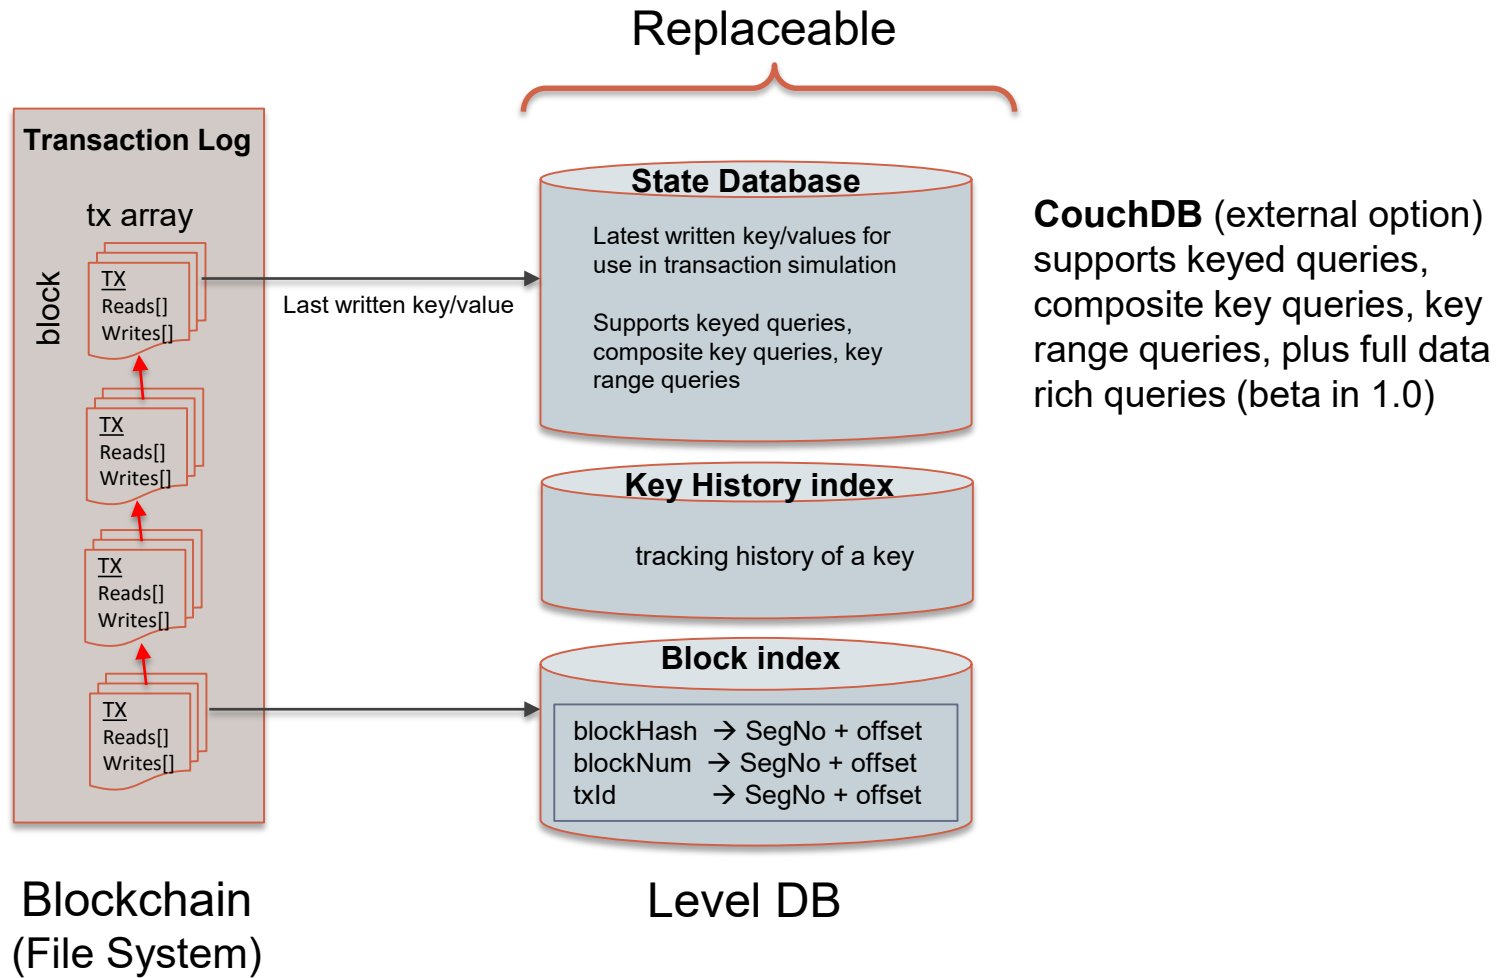 Replaceable
Transaction Log
tx array
block
TX
Reads[]
Writes[]
TX
Reads[]
Writes[]
TX
Reads[]
Writes[]
TX
Reads[]
Writes[]
Last written key/value
State Database
Latest written key/values for
use in transaction simulation
Supports keyed queries,
composite key queries, key
range queries
Key History index
tracking history of a key
Block index
blockHash → SegNo + offset
blockNum → SegNo + offset
txId → SegNo + offset
CouchDB (external option)
supports keyed queries,
composite key queries, key
range queries, plus full data
rich queries (beta in 1.0)
Blockchain
(File System)
Level DB